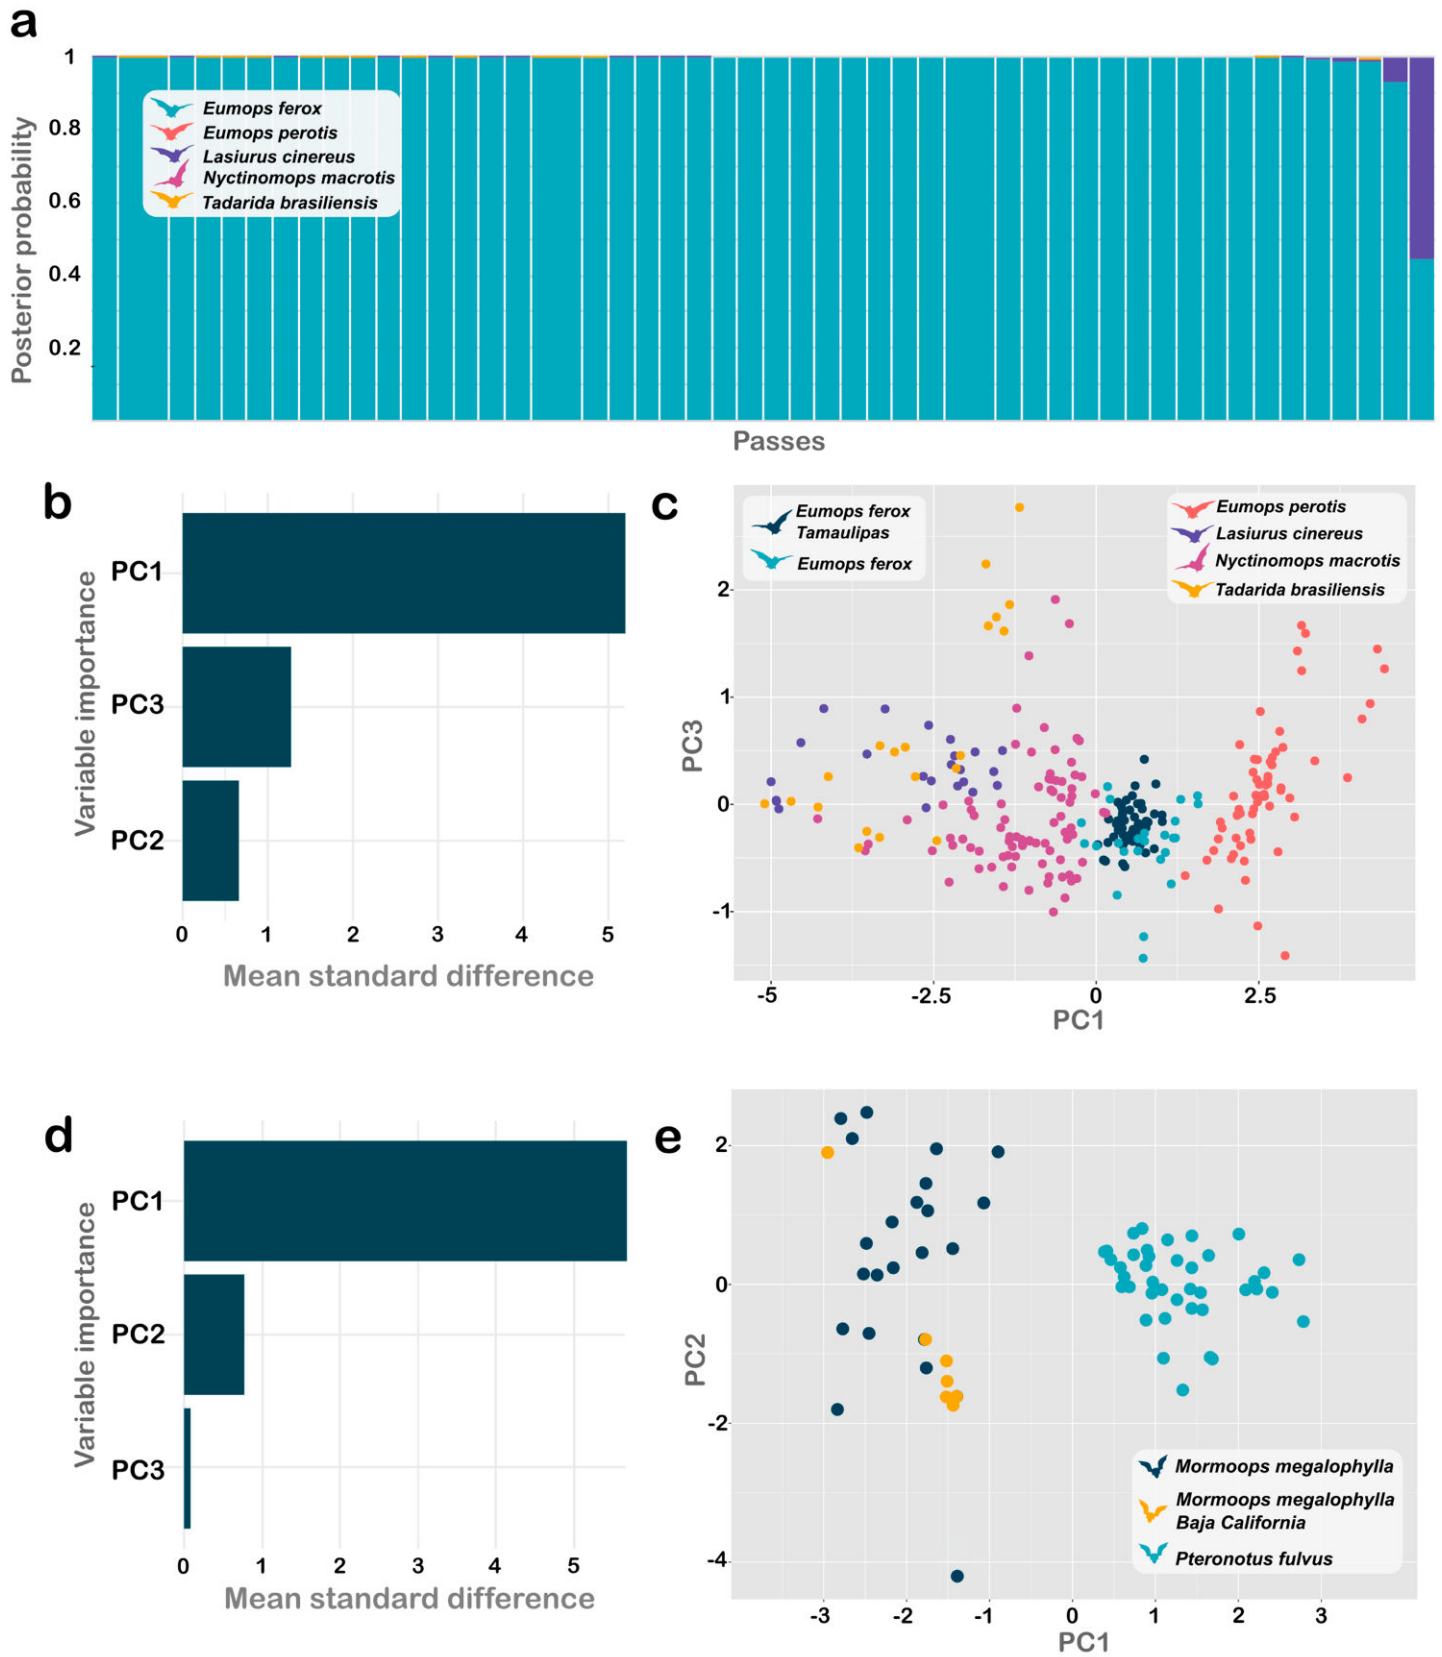 a
1
0.8
0.6
0.4
0.2
Posterior probability
Eumops ferox
Eumops perotis
Lasiurus cinereus
Nyctinomops macrotis
Tadarida brasiliensis
Passes
b
PC1
PC3
PC2
Variable importance
0 1 2 3 4 5
Mean standard difference
c
Eumops ferox
Tamaulipas
Eumops ferox
Eumops perotis
Lasiurus cinereus
Nyctinomops macrotis
Tadarida brasiliensis
2
1
0
-1
PC3
-5 -2.5 0 2.5
PC1
d
PC1
PC2
PC3
Variable importance
0 1 2 3 4 5
Mean standard difference
e
2
0
-2
-4
PC2
Mormoops megalophylla
Mormoops megalophylla
Baja California
Pteronotus fulvus
-3 -2 -1 0 1 2 3
PC1